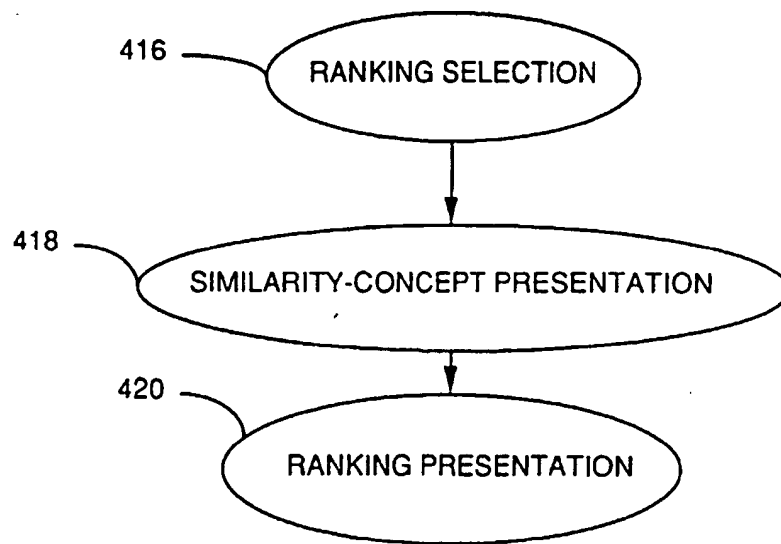 416
RANKING SELECTION
418
SIMILARITY-CONCEPT PRESENTATION
420
RANKING PRESENTATION